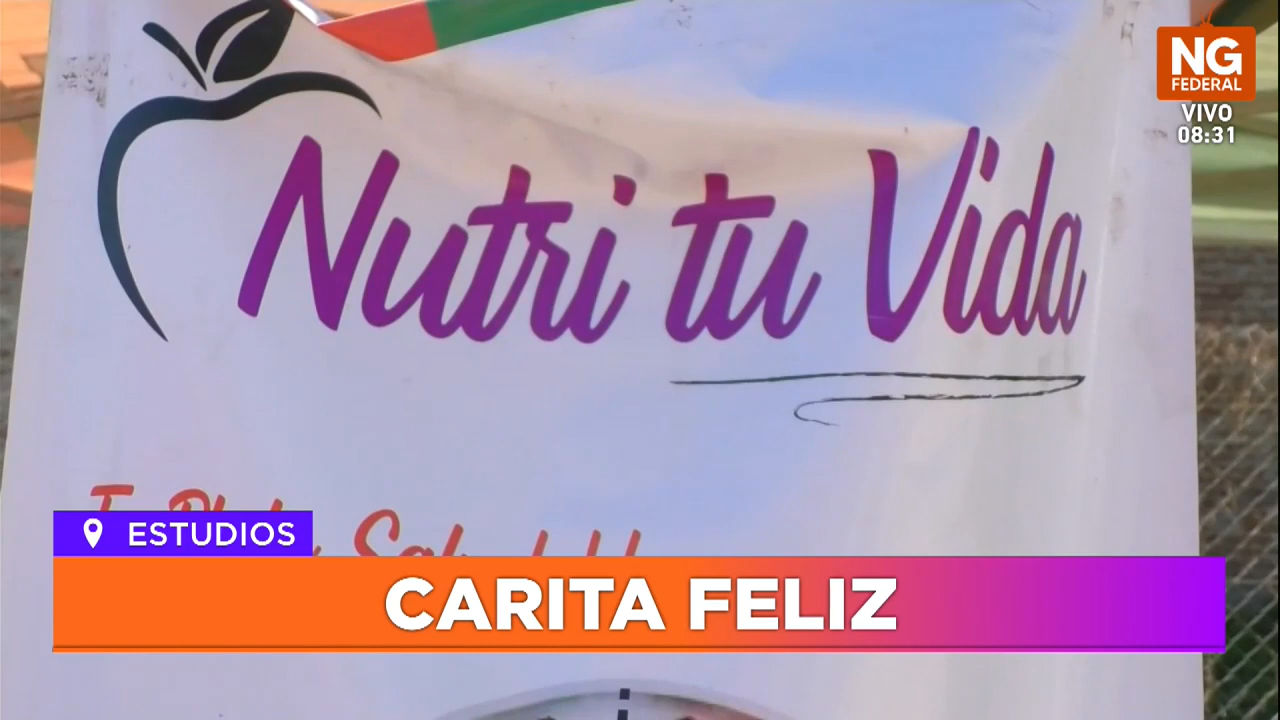 NG
FEDERAL
VIVO
08:31
Nutri tu Vida
ESTUDIOS
CARITA FELIZ